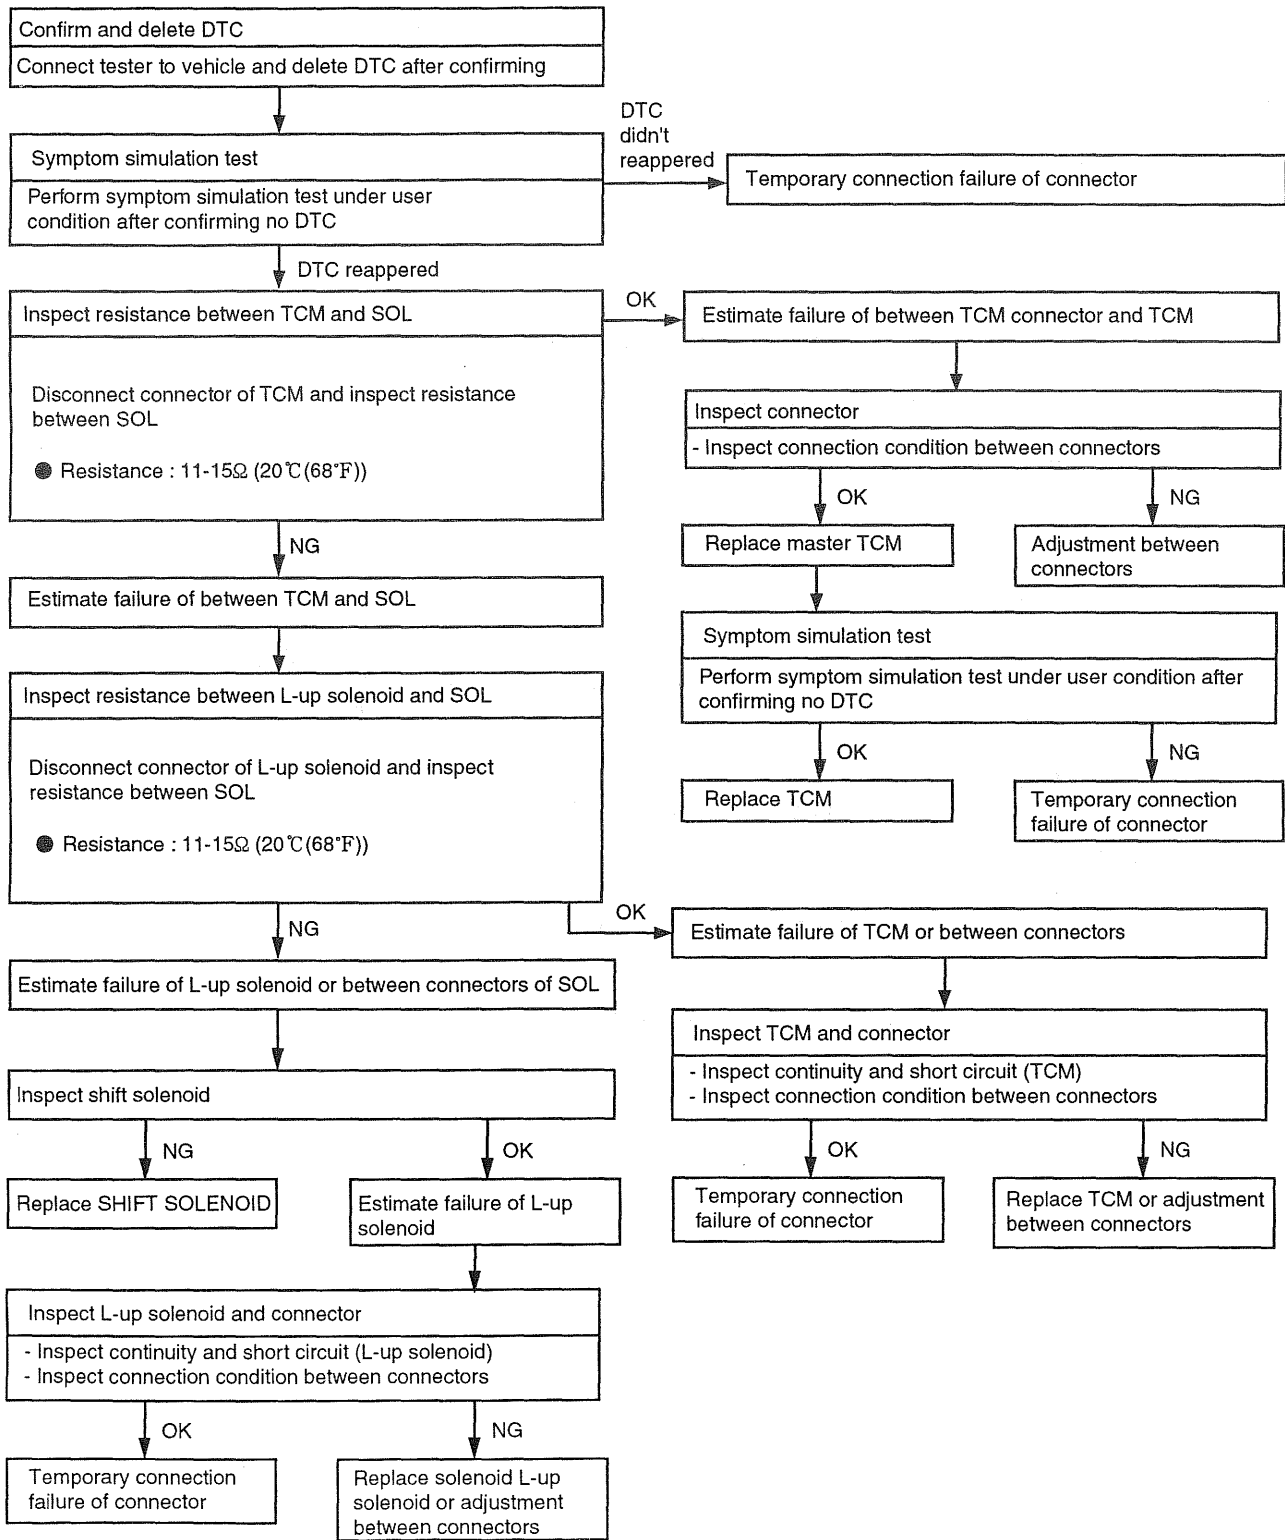 Confirm and delete DTC
Connect tester to vehicle and delete DTC after confirming
DTC
didn't
reappered
Symptom simulation test
Perform symptom simulation test under user
condition after confirming no DTC
Temporary connection failure of connector
DTC reappered
Inspect resistance between TCM and SOL
Disconnect connector of TCM and inspect resistance
between SOL
● Resistance : 11-15Ω (20℃(68°F))
OK
Estimate failure of between TCM connector and TCM
Inspect connector
- Inspect connection condition between connectors
OK
NG
Replace master TCM
Adjustment between
connectors
Symptom simulation test
Perform symptom simulation test under user condition after
confirming no DTC
OK
NG
Replace TCM
Temporary connection
failure of connector
NG
Estimate failure of between TCM and SOL
Inspect resistance between L-up solenoid and SOL
Disconnect connector of L-up solenoid and inspect
resistance between SOL
● Resistance : 11-15Ω (20℃(68°F))
OK
Estimate failure of TCM or between connectors
Inspect TCM and connector
- Inspect continuity and short circuit (TCM)
- Inspect connection condition between connectors
OK
NG
Temporary connection
failure of connector
Replace TCM or adjustment
between connectors
NG
Estimate failure of L-up solenoid or between connectors of SOL
Inspect shift solenoid
NG
OK
Replace SHIFT SOLENOID
Estimate failure of L-up
solenoid
Inspect L-up solenoid and connector
- Inspect continuity and short circuit (L-up solenoid)
- Inspect connection condition between connectors
OK
NG
Temporary connection
failure of connector
Replace solenoid L-up
solenoid or adjustment
between connectors